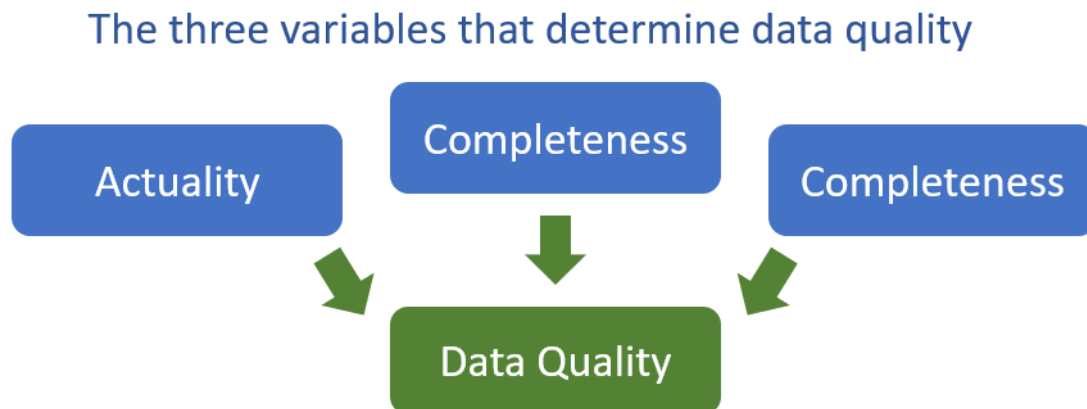 The three variables that determine data quality
Actuality
Completeness
Completeness
Data Quality